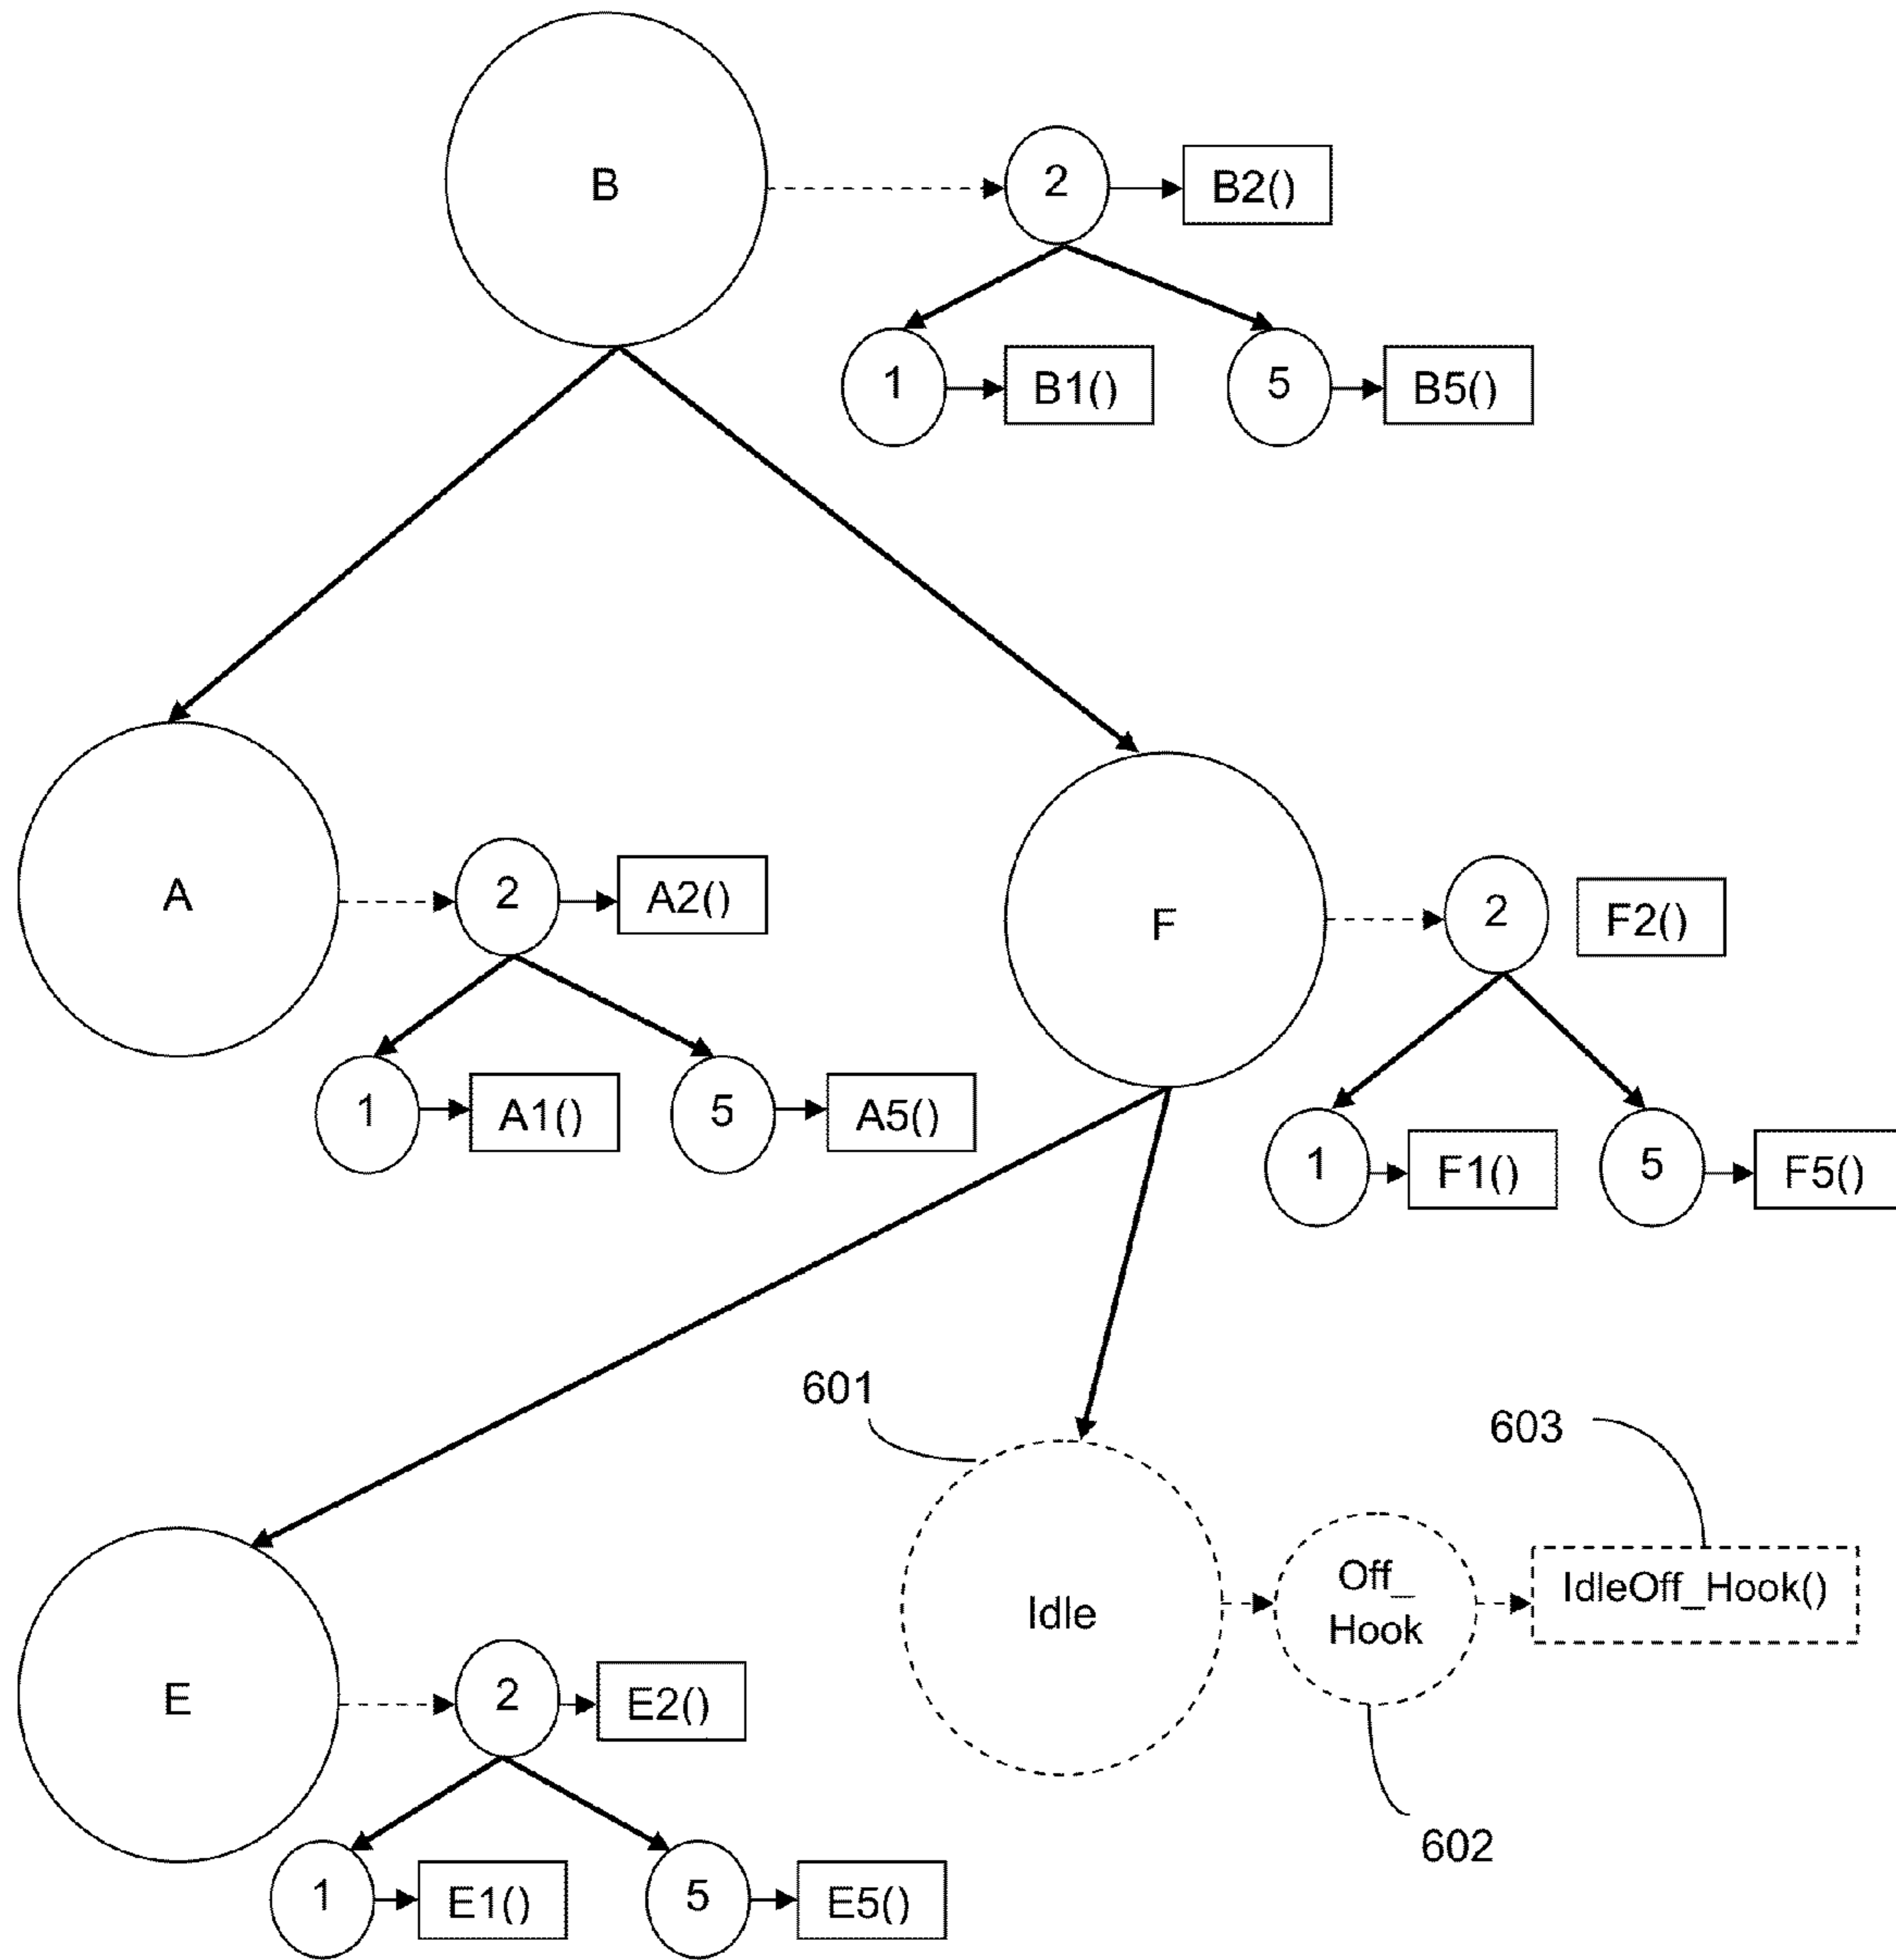 B
2
B2()
1
B1()
5
B5()
A
2
A2()
F
2
F2()
1
A1()
5
A5()
1
F1()
5
F5()
601
603
Idle
Off_
Hook
IdleOff_Hook()
E
2
E2()
602
1
E1()
5
E5()